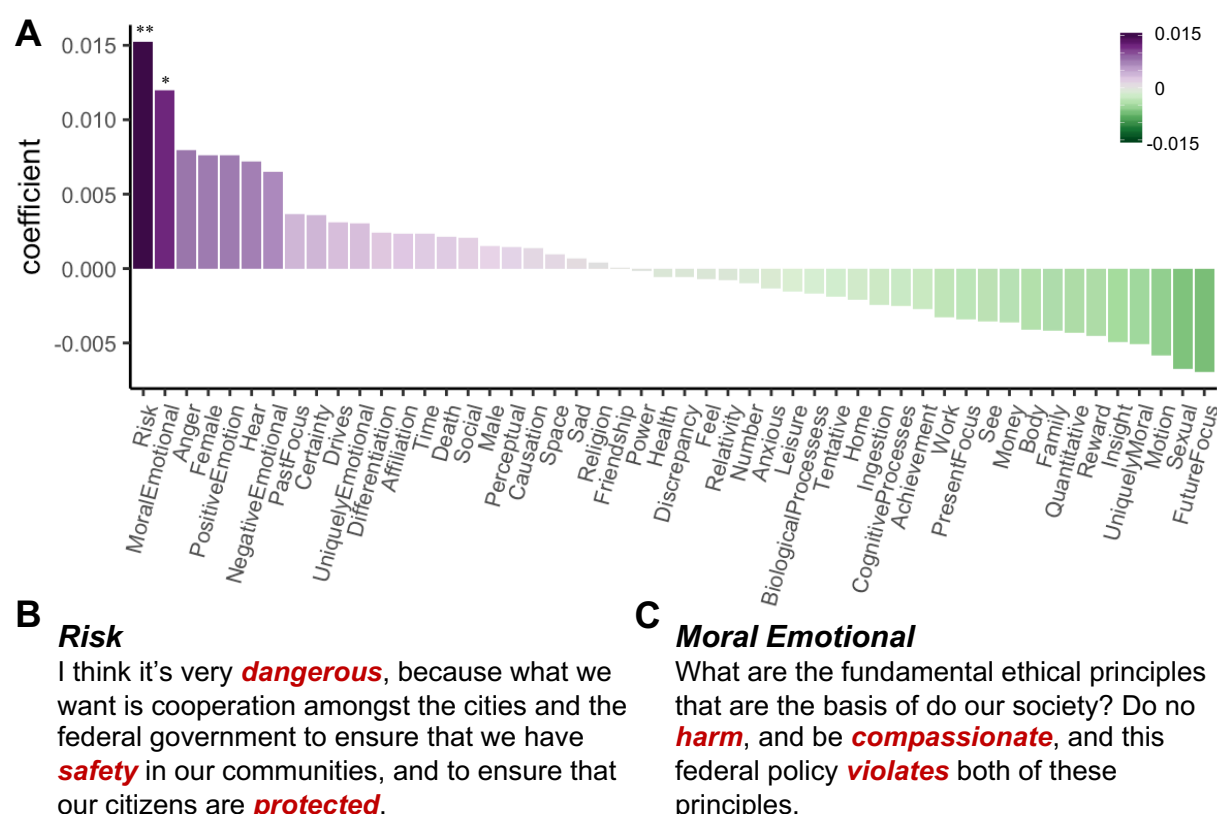 A
**
*
0.015
0.010
0.005
0.000
-0.005
coefficient
0.015
0
-0.015
Risk
MoralEmotional
Anger
Female
PositiveEmotion
Hear
NegativeEmotional
PastFocus
Certainty
Drives
UniquelyEmotional
Differentiation
Affiliation
Time
Death
Social
Male
Perceptual
Causation
Space
Sad
Religion
Friendship
Power
Health
Discrepancy
Feel
Relativity
Number
Anxious
Leisure
BiologicalProcessess
Tentative
Home
Ingestion
CognitiveProcesses
Achievement
Work
PresentFocus
See
Money
Body
Family
Quantitative
Reward
Insight
UniquelyMoral
Motion
Sexual
FutureFocus
B
Risk
I think it's very dangerous, because what we
want is cooperation amongst the cities and the
federal government to ensure that we have
safety in our communities, and to ensure that
our citizens are protected.
C
Moral Emotional
What are the fundamental ethical principles
that are the basis of do our society? Do no
harm, and be compassionate, and this
federal policy violates both of these
principles.